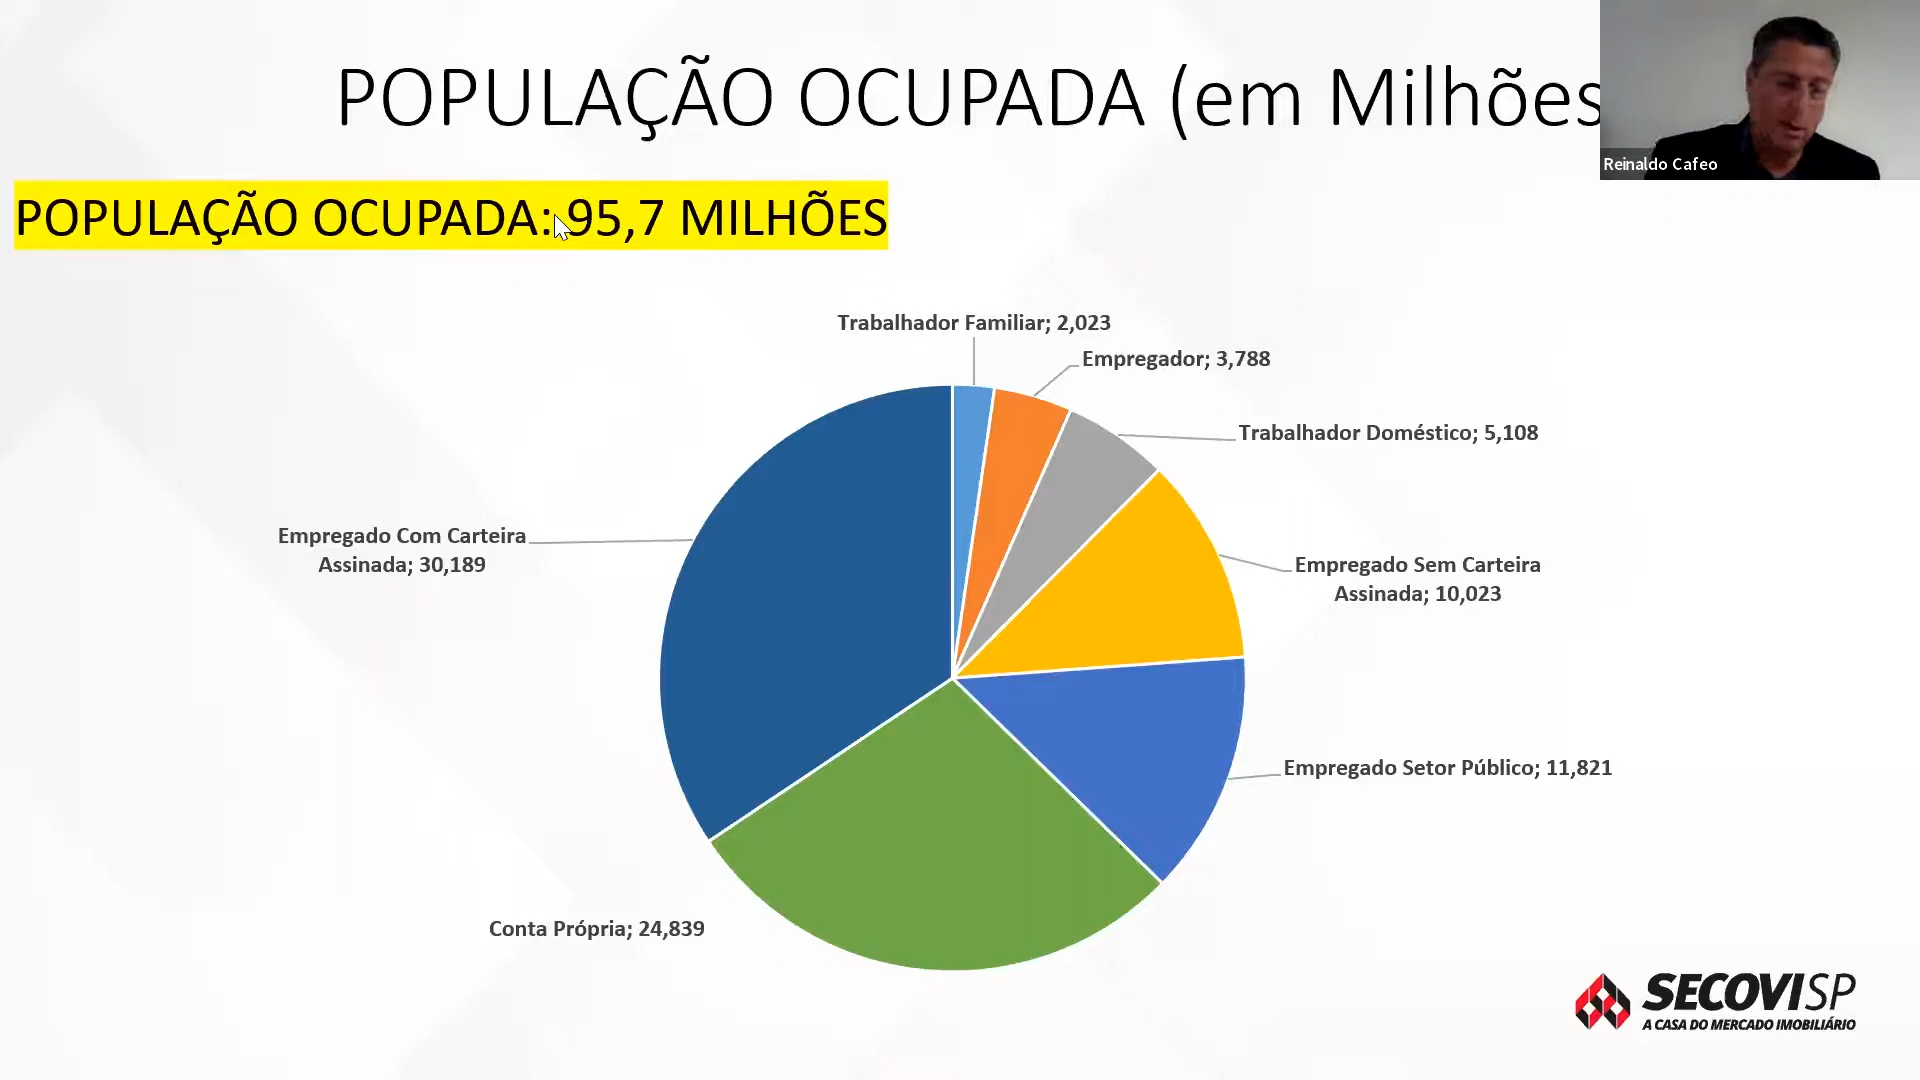 POPULAÇÃO OCUPADA (em Milhões
Reinaldo Cafeo
POPULAÇÃO OCUPADA: 95,7 MILHÕES
Trabalhador Familiar; 2,023
Empregador; 3,788
Trabalhador Doméstico; 5,108
Empregado Com Carteira
Assinada; 30,189
Empregado Sem Carteira
Assinada; 10,023
Empregado Setor Público; 11,821
Conta Própria; 24,839
SECOVISP
A CASA DO MERCADO IMOBILIÁRIO